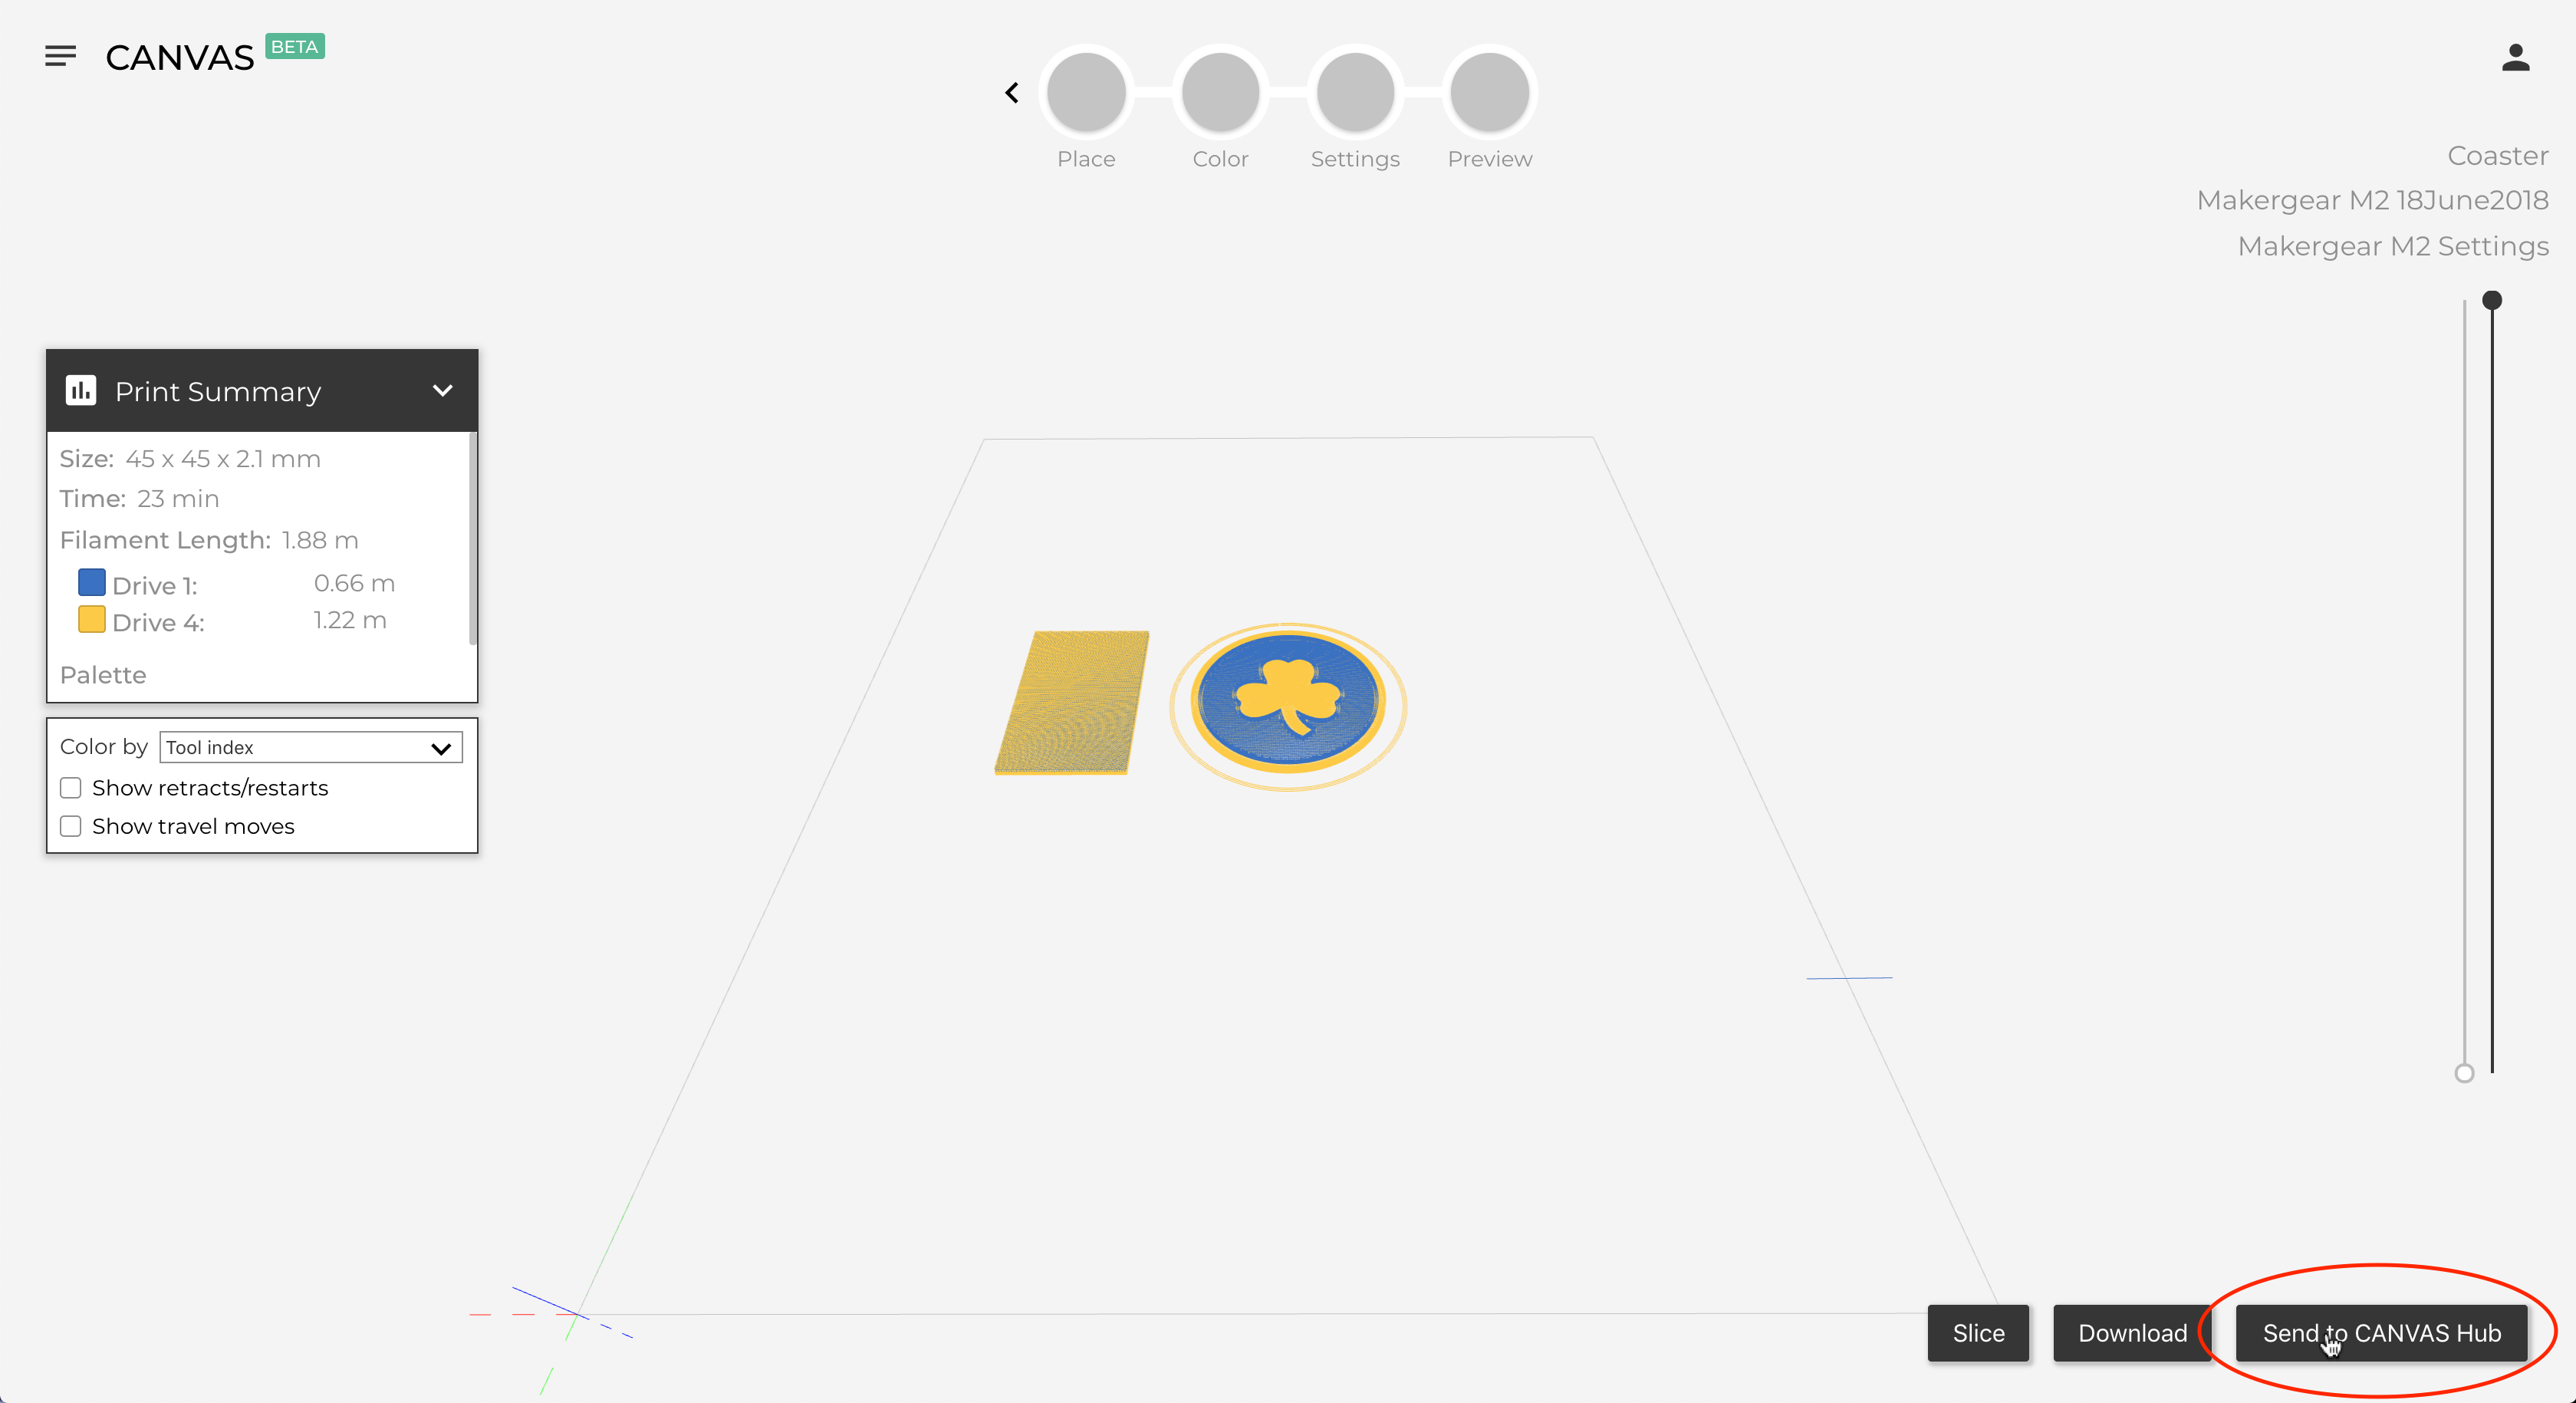 CANVAS BETA
Place Color Settings Preview
Coaster
Makergear M2 18June2018
Makergear M2 Settings
Print Summary
Size: 45 x 45 x 2.1 mm
Time: 23 min
Filament Length: 1.88 m
Drive 1: 0.66 m
Drive 4: 1.22 m
Palette
Color by Tool index
Show retracts/restarts
Show travel moves
Slice Download Send to CANVAS Hub